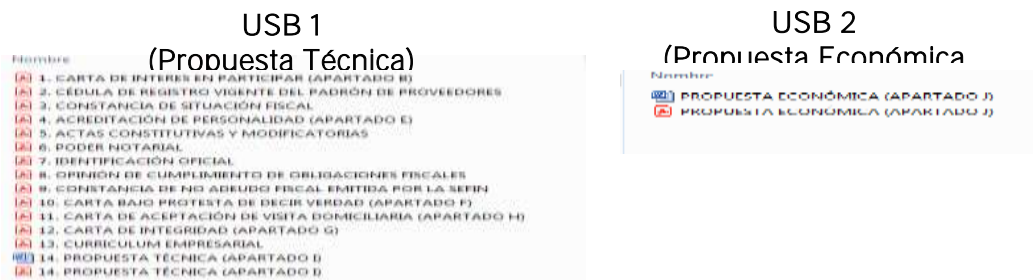 USB 1
(Propuesta Técnica)
Nombre
1. CARTA DE INTERES EN PARTICIPAR (APARTADO B)
2. CÉDULA DE REGISTRO VIGENTE DEL PADRÓN DE PROVEEDORES
3. CONSTANCIA DE SITUACIÓN FISCAL
4. ACREDITACIÓN DE PERSONALIDAD (APARTADO E)
5. ACTAS CONSTITUTIVAS Y MODIFICATORIAS
6. PODER NOTARIAL
7. IDENTIFICACIÓN OFICIAL
8. OPINIÓN DE CUMPLIMIENTO DE OBLIGACIONES FISCALES
9. CONSTANCIA DE NO ADEUDO FISCAL EMITIDA POR LA SEFIN
10. CARTA BAJO PROTESTA DE DECIR VERDAD (APARTADO F)
11. CARTA DE ACEPTACIÓN DE VISITA DOMICILIARIA (APARTADO H)
12. CARTA DE INTEGRIDAD (APARTADO G)
13. CURRICULUM EMPRESARIAL
14. PROPUESTA TÉCNICA (APARTADO I)
14. PROPUESTA TÉCNICA (APARTADO I)
USB 2
(Propuesta Económica
Nombre
PROPUESTA ECONÓMICA (APARTADO J)
PROPUESTA ECONÓMICA (APARTADO J)